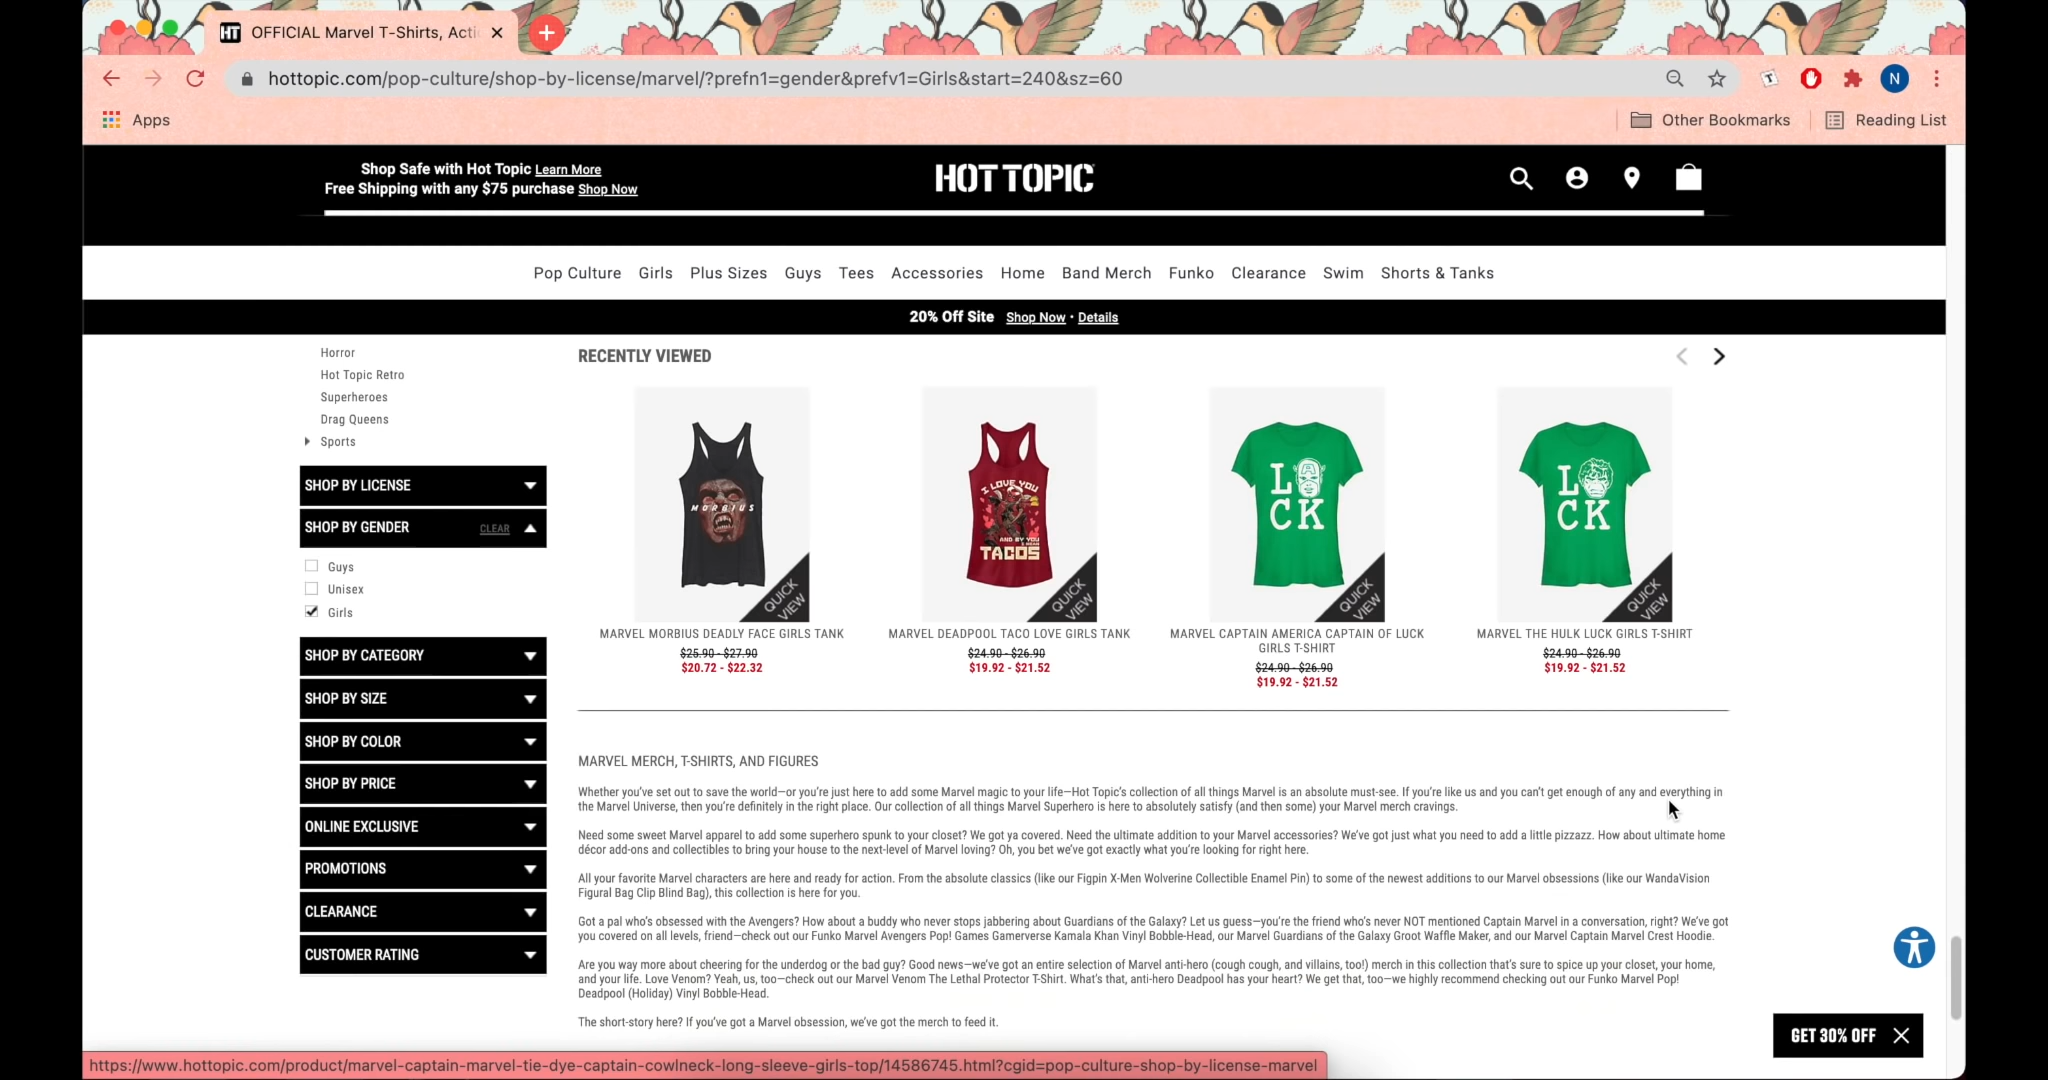 OFFICIAL Marvel T-Shirts, Acti
hottopic.com/pop-culture/shop-by-license/marvel/?prefn1=gender&prefv1=Girls&start=240&sz=60
N
Apps
Other Bookmarks
Reading List
Shop Safe with Hot Topic Learn More
Free Shipping with any $75 purchase Shop Now
HOT TOPIC
Pop Culture Girls Plus Sizes Guys Tees Accessories Home Band Merch Funko Clearance Swim Shorts & Tanks
20% Off Site Shop Now • Details
Horror
Hot Topic Retro
Superheroes
Drag Queens
Sports
SHOP BY LICENSE
SHOP BY GENDER CLEAR
Guys
Unisex
Girls
SHOP BY CATEGORY
SHOP BY SIZE
SHOP BY COLOR
SHOP BY PRICE
ONLINE EXCLUSIVE
PROMOTIONS
CLEARANCE
CUSTOMER RATING
RECENTLY VIEWED
MORBIUS
QUICK VIEW
MARVEL MORBIUS DEADLY FACE GIRLS TANK
$25.90 - $27.90
$20.72 - $22.32
I LOVE YOU
AND BY YOU
I MEAN
TACOS
QUICK VIEW
MARVEL DEADPOOL TACO LOVE GIRLS TANK
$24.90 - $26.90
$19.92 - $21.52
L
CK
QUICK VIEW
MARVEL CAPTAIN AMERICA CAPTAIN OF LUCK
GIRLS T-SHIRT
$24.90 - $26.90
$19.92 - $21.52
L
CK
QUICK VIEW
MARVEL THE HULK LUCK GIRLS T-SHIRT
$24.90 - $26.90
$19.92 - $21.52
MARVEL MERCH, T-SHIRTS, AND FIGURES
Whether you've set out to save the world—or you're just here to add some Marvel magic to your life—Hot Topic's collection of all things Marvel is an absolute must-see. If you're like us and you can't get enough of any and everything in
the Marvel Universe, then you're definitely in the right place. Our collection of all things Marvel Superhero is here to absolutely satisfy (and then some) your Marvel merch cravings.
Need some sweet Marvel apparel to add some superhero spunk to your closet? We got ya covered. Need the ultimate addition to your Marvel accessories? We've got just what you need to add a little pizzazz. How about ultimate home
décor add-ons and collectibles to bring your house to the next-level of Marvel loving? Oh, you bet we've got exactly what you're looking for right here.
All your favorite Marvel characters are here and ready for action. From the absolute classics (like our Figpin X-Men Wolverine Collectible Enamel Pin) to some of the newest additions to our Marvel obsessions (like our WandaVision
Figural Bag Clip Blind Bag), this collection is here for you.
Got a pal who's obsessed with the Avengers? How about a buddy who never stops jabbering about Guardians of the Galaxy? Let us guess—you're the friend who's never NOT mentioned Captain Marvel in a conversation, right? We've got
you covered on all levels, friend—check out our Funko Marvel Avengers Pop! Games Gamerverse Kamala Khan Vinyl Bobble-Head, our Marvel Guardians of the Galaxy Groot Waffle Maker, and our Marvel Captain Marvel Crest Hoodie.
Are you way more about cheering for the underdog or the bad guy? Good news—we've got an entire selection of Marvel anti-hero (cough cough, and villains, too!) merch in this collection that's sure to spice up your closet, your home,
and your life. Love Venom? Yeah, us, too—check out our Marvel Venom The Lethal Protector T-Shirt. What's that, anti-hero Deadpool has your heart? We get that, too—we highly recommend checking out our Funko Marvel Pop!
Deadpool (Holiday) Vinyl Bobble-Head.
The short-story here? If you've got a Marvel obsession, we've got the merch to feed it.
GET 30% OFF
https://www.hottopic.com/product/marvel-captain-marvel-tie-dye-captain-cowlneck-long-sleeve-girls-top/14586745.html?cgid=pop-culture-shop-by-license-marvel